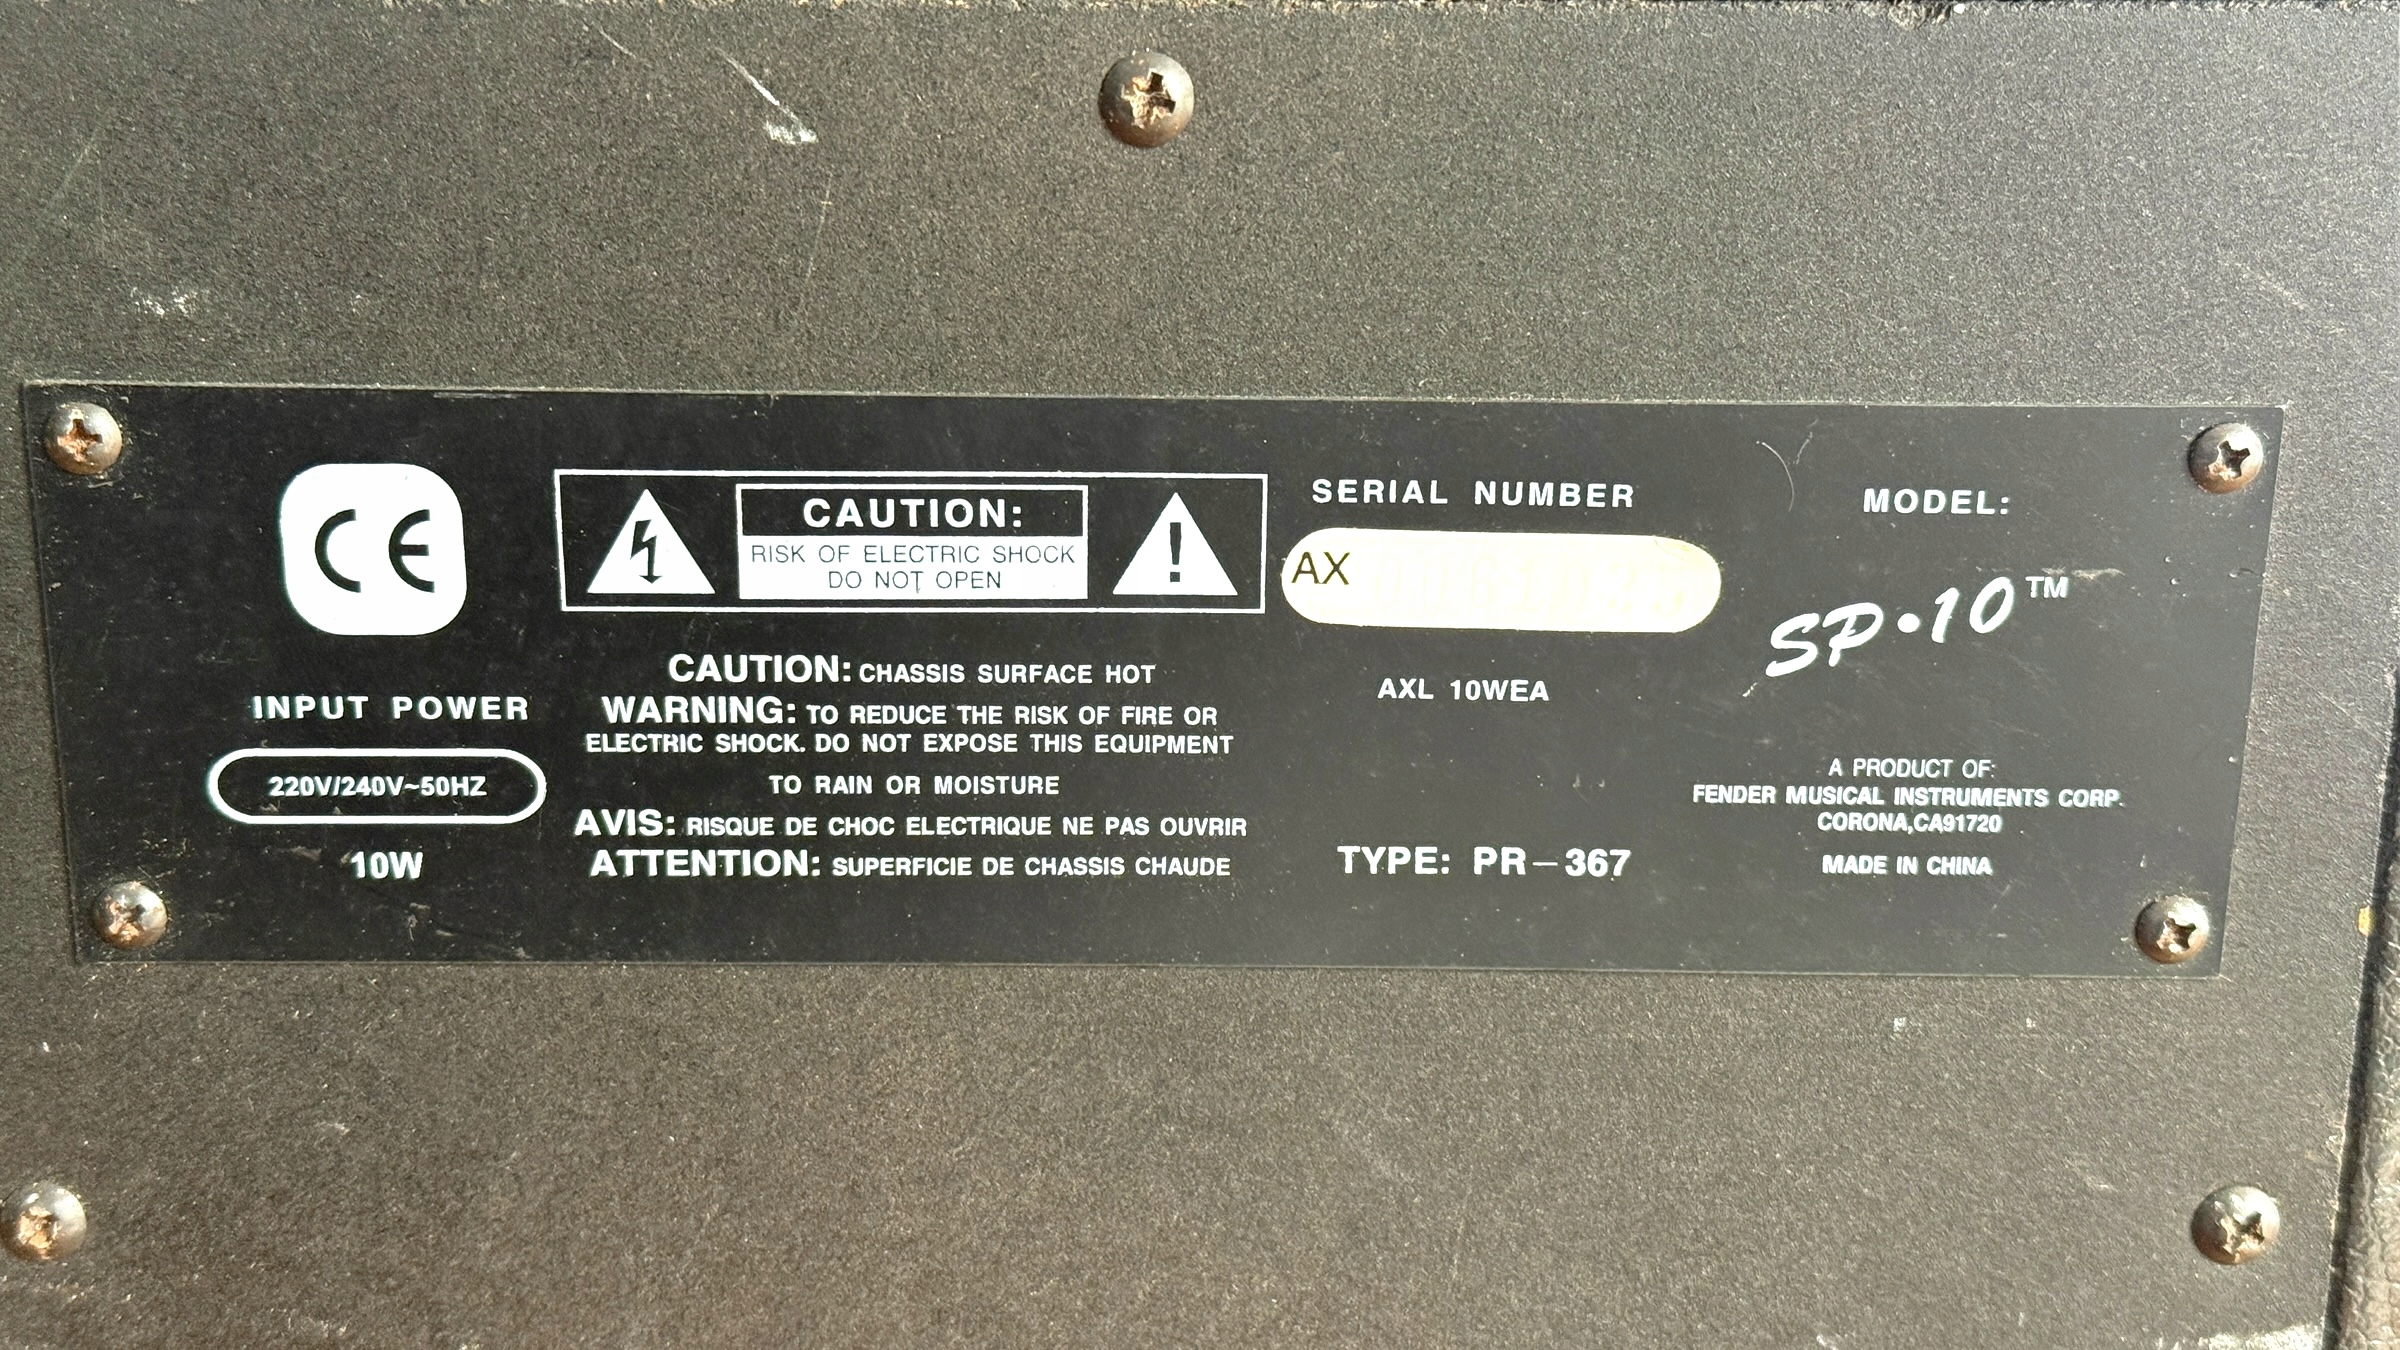 CE
CAUTION:
RISK OF ELECTRIC SHOCK
DO NOT OPEN
!
CAUTION: CHASSIS SURFACE HOT
WARNING: TO REDUCE THE RISK OF FIRE OR
ELECTRIC SHOCK. DO NOT EXPOSE THIS EQUIPMENT
TO RAIN OR MOISTURE
AVIS: RISQUE DE CHOC ELECTRIQUE NE PAS OUVRIR
ATTENTION: SUPERFICIE DE CHASSIS CHAUDE
INPUT POWER
220V/240V~50HZ
10W
SERIAL NUMBER
AX
AXL 10WEA
TYPE: PR-367
MODEL:
SP•10™
A PRODUCT OF:
FENDER MUSICAL INSTRUMENTS CORP.
CORONA,CA91720
MADE IN CHINA